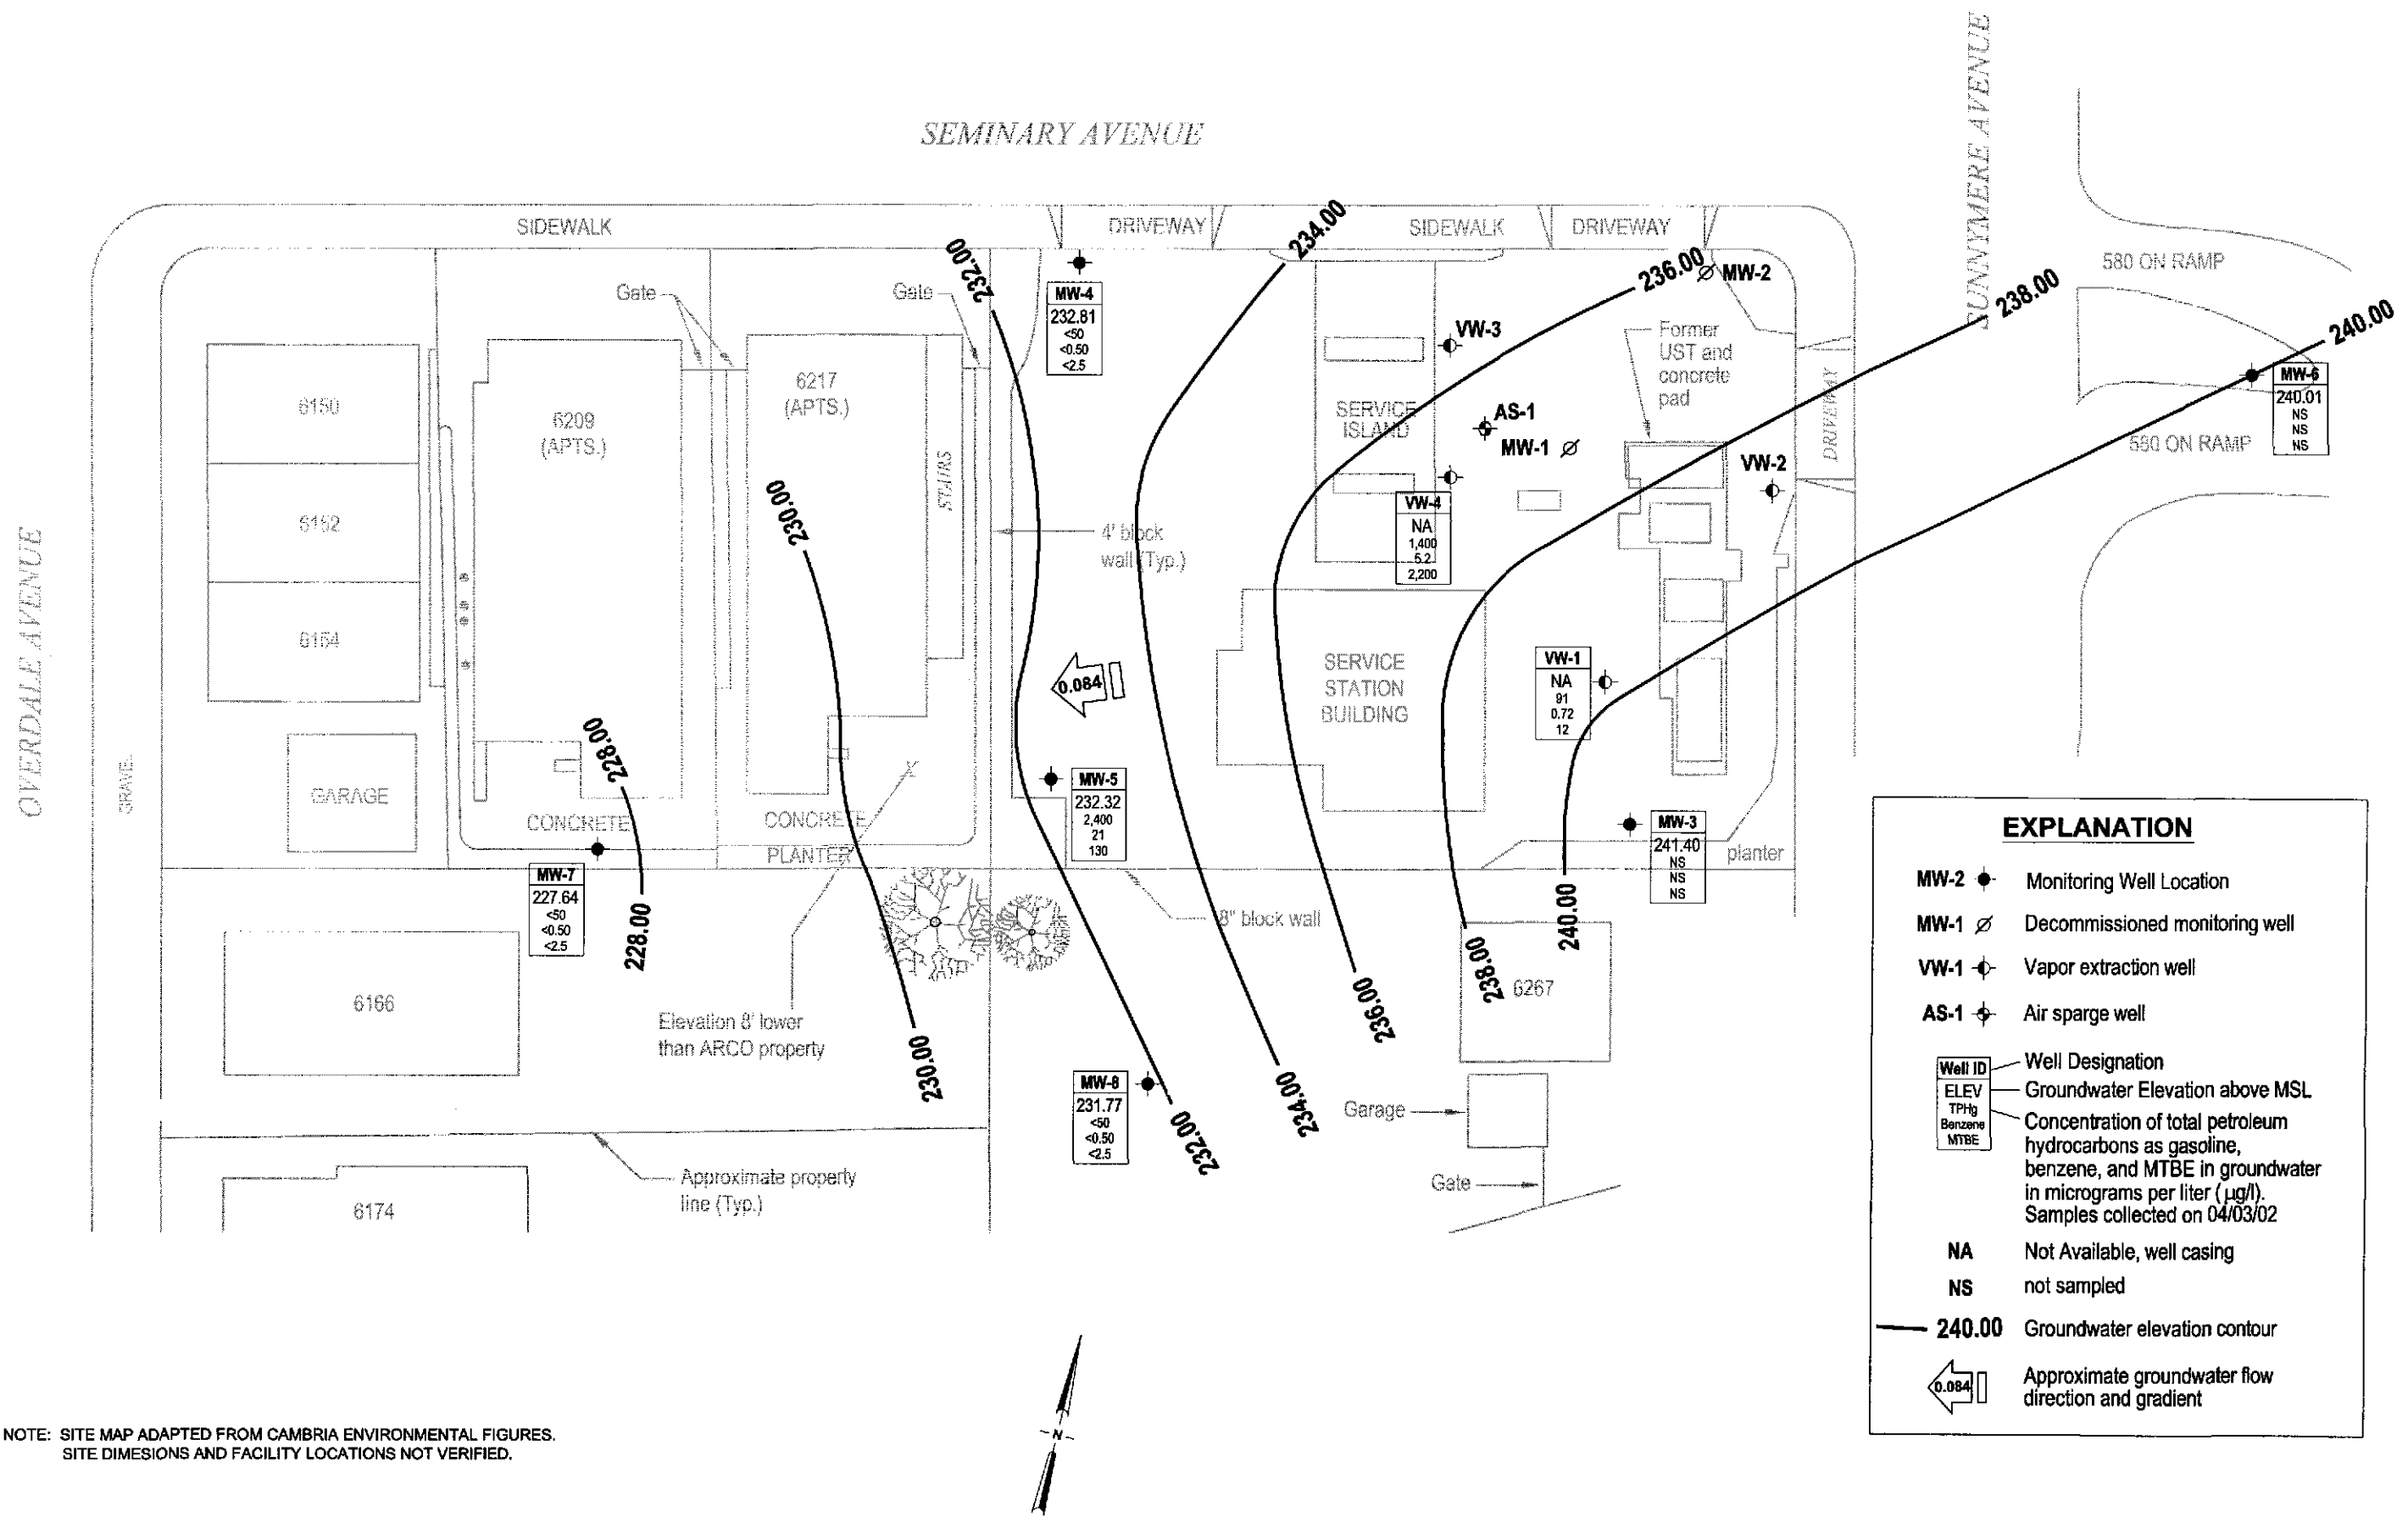 SEMINARY AVENUE
SUNNYMERE AVENUE
OVERDALE AVENUE
SIDEWALK
DRIVEWAY
SIDEWALK
DRIVEWAY
DRIVEWAY
580 ON RAMP
580 ON RAMP
232.00
234.00
236.00
238.00
240.00
MW-2
Gate
Gate
MW-4
232.81
<50
<0.50
<2.5
VW-3
Former
UST and
concrete
pad
MW-6
240.01
NS
NS
NS
6150
6152
6154
6209
(APTS.)
6217
(APTS.)
STAIRS
SERVICE
ISLAND
AS-1
MW-1
VW-2
VW-4
NA
1,400
5.2
2,200
230.00
4' block
wall (Typ.)
0.084
SERVICE
STATION
BUILDING
VW-1
NA
91
0.72
12
GRAVEL
GARAGE
228.00
CONCRETE
CONCRETE
PLANTER
MW-5
232.32
2,400
21
130
MW-3
241.40
NS
NS
NS
planter
MW-7
227.64
<50
<0.50
<2.5
228.00
8" block wall
240.00
238.00
236.00
6267
6166
Elevation 8' lower
than ARCO property
230.00
MW-8
231.77
<50
<0.50
<2.5
232.00
234.00
Garage
Gate
Approximate property
line (Typ.)
6174
EXPLANATION
MW-2 Monitoring Well Location
MW-1 Decommissioned monitoring well
VW-1 Vapor extraction well
AS-1 Air sparge well
Well ID
ELEV
TPHg
Benzene
MTBE
Well Designation
Groundwater Elevation above MSL
Concentration of total petroleum
hydrocarbons as gasoline,
benzene, and MTBE in groundwater
in micrograms per liter (µg/l).
Samples collected on 04/03/02
NA Not Available, well casing
NS not sampled
240.00 Groundwater elevation contour
0.084 Approximate groundwater flow
direction and gradient
N
NOTE: SITE MAP ADAPTED FROM CAMBRIA ENVIRONMENTAL FIGURES.
SITE DIMESIONS AND FACILITY LOCATIONS NOT VERIFIED.